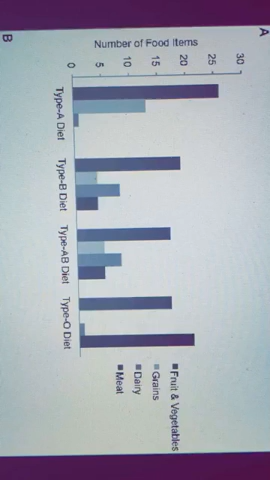 A
Number of Food Items
30
25
20
15
10
5
0
Type-A Diet
Type-B Diet
Type-AB Diet
Type-O Diet
Fruit & Vegetables
Grains
Dairy
Meat
B